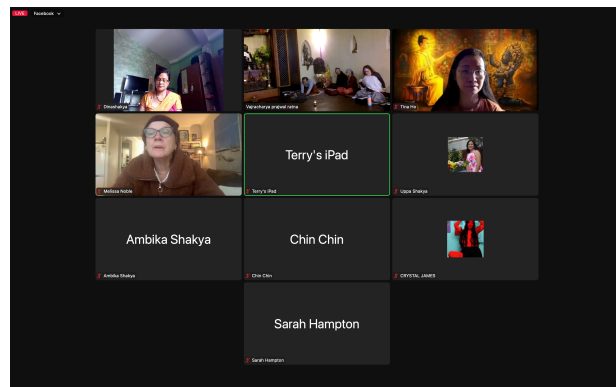 LIVE Facebook
Dinashakya
Vajracharya prajwal ratna
Tina Ho
Melissa Noble
Terry's iPad
Terry's iPad
Uppa Shakya
Ambika Shakya
Ambika Shakya
Chin Chin
Chin Chin
CRYSTAL JAMES
Sarah Hampton
Sarah Hampton